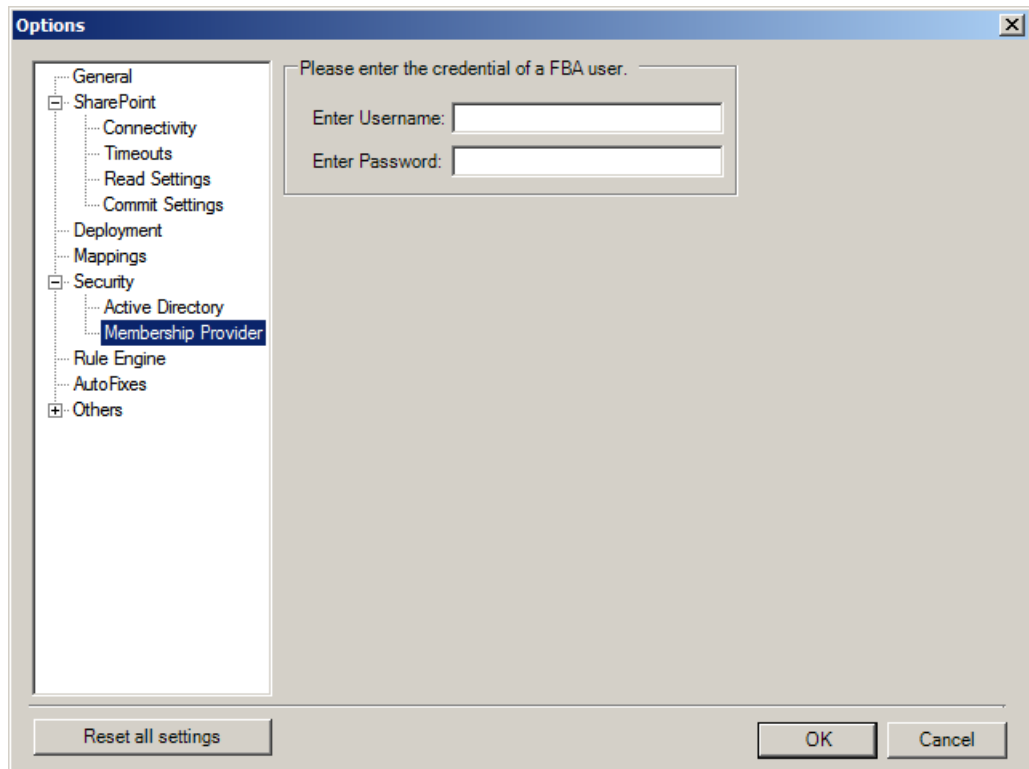 Options
General
SharePoint
Connectivity
Timeouts
Read Settings
Commit Settings
Deployment
Mappings
Security
Active Directory
Membership Provider
Rule Engine
AutoFixes
Others
Please enter the credential of a FBA user.
Enter Username:
Enter Password:
Reset all settings
OK
Cancel